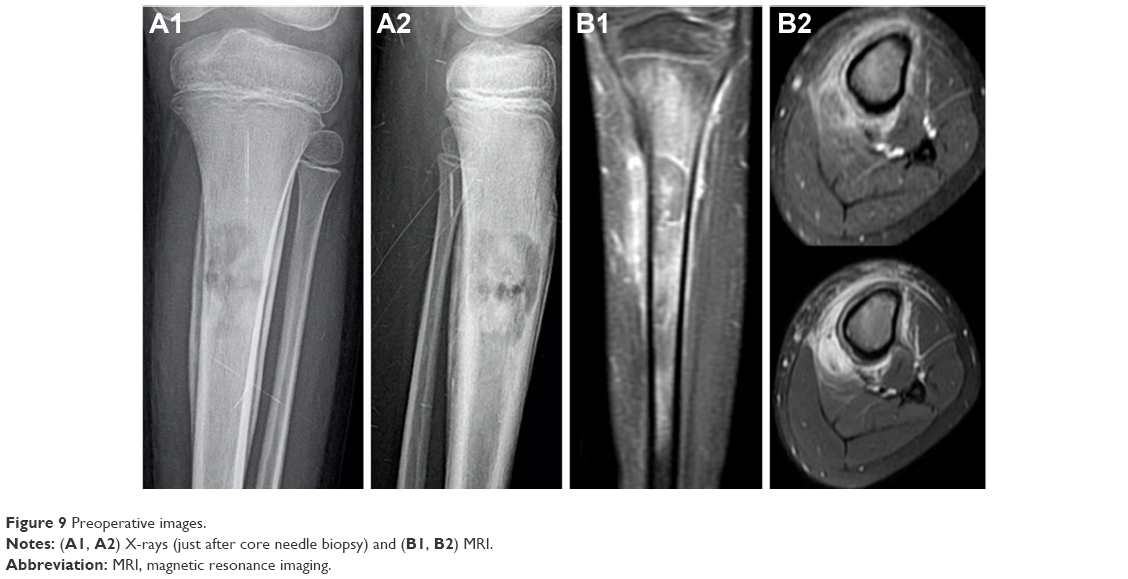 A1
A2
B1
B2
Figure 9 Preoperative images.
Notes: (A1, A2) X-rays (just after core needle biopsy) and (B1, B2) MRI.
Abbreviation: MRI, magnetic resonance imaging.